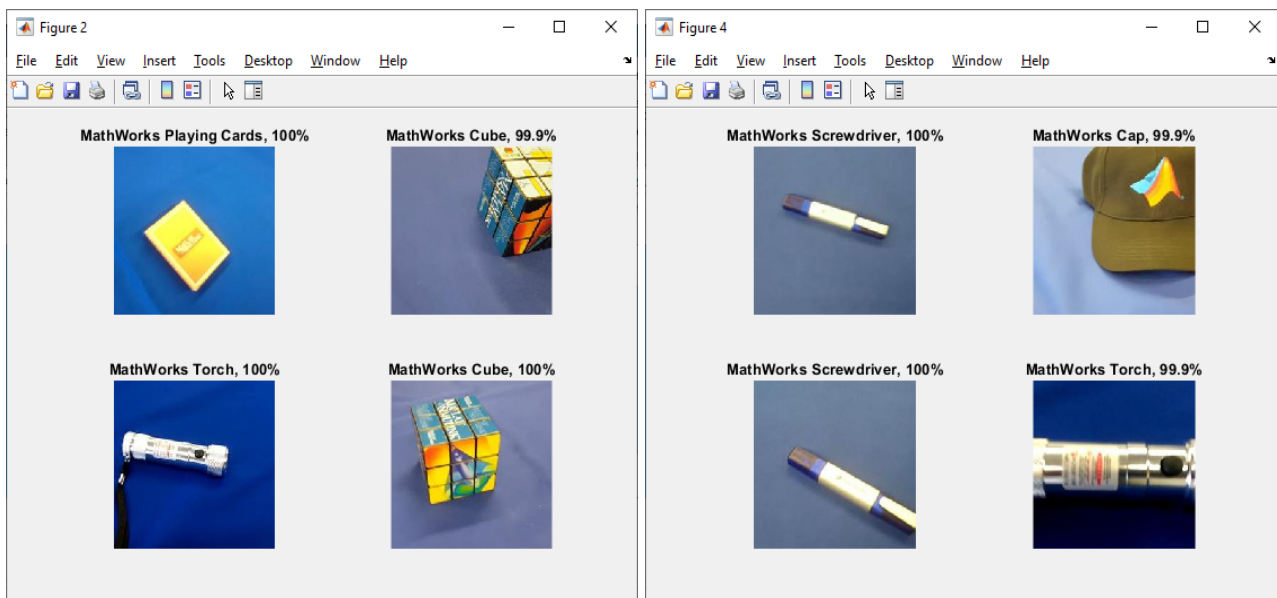 Figure 2
File Edit View Insert Tools Desktop Window Help
MathWorks Playing Cards, 100%
MathWorks Cube, 99.9%
MathWorks Torch, 100%
MathWorks Cube, 100%
Figure 4
File Edit View Insert Tools Desktop Window Help
MathWorks Screwdriver, 100%
MathWorks Cap, 99.9%
MathWorks Screwdriver, 100%
MathWorks Torch, 99.9%